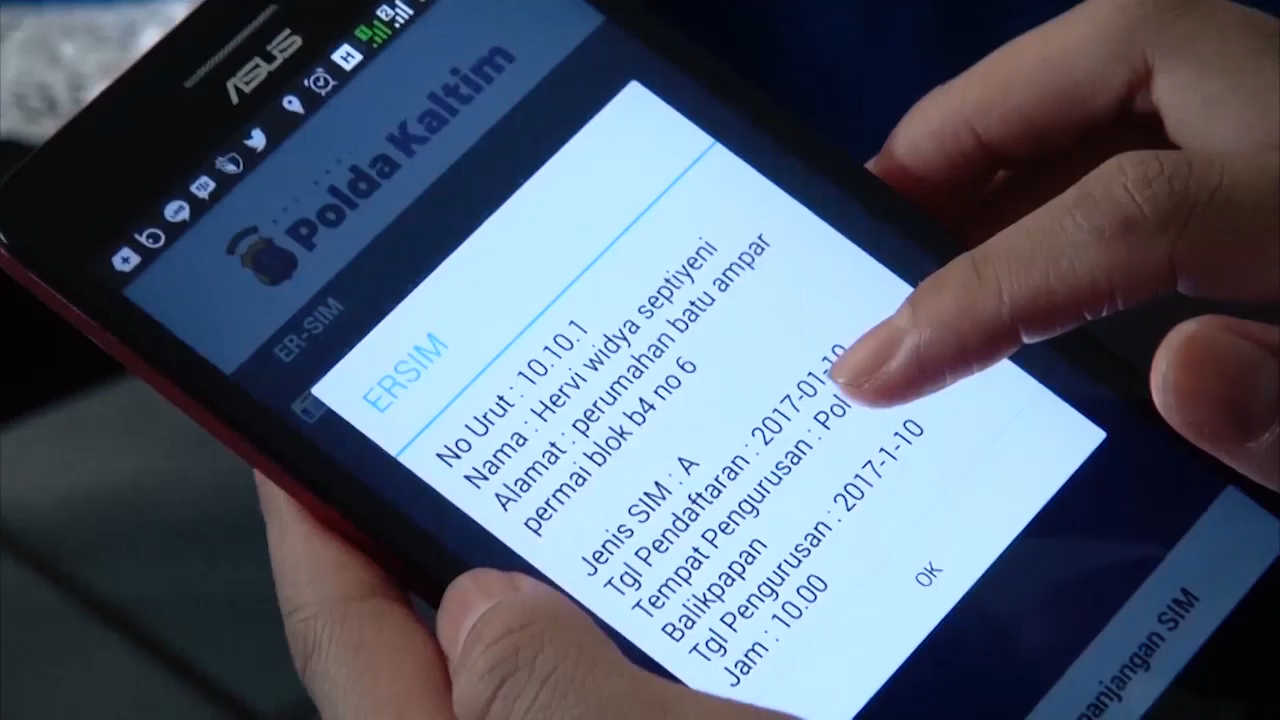 ASUS
H
Polda Kaltim
ER-SIM
ERSIM
No Urut : 10.10.1
Nama : Hervi widya septiyeni
Alamat : perumahan batu ampar
permai blok b4 no 6
Jenis SIM : A
Tgl Pendaftaran : 2017-01-10
Tempat Pengurusan : Pol
Balikpapan
Tgl Pengurusan : 2017-1-10
Jam : 10.00
OK
panjangan SIM